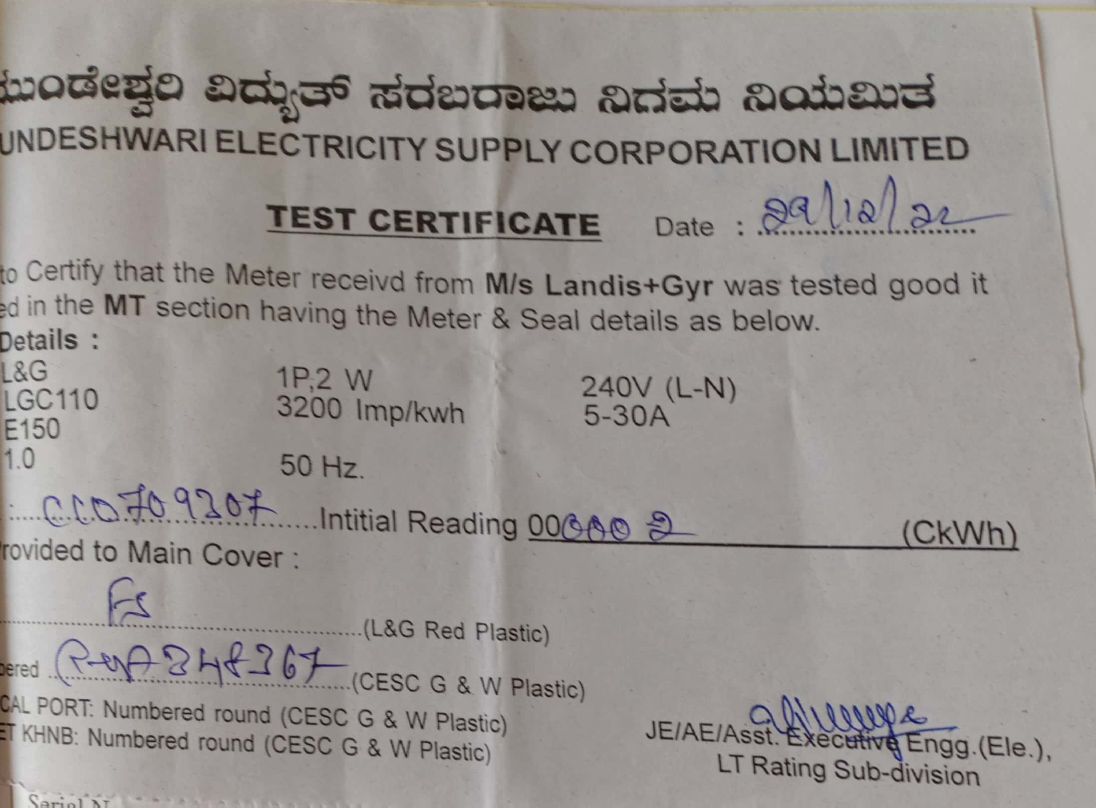 ಮುಂಡೇಶ್ವರಿ ವಿದ್ಯುತ್ ಸರಬರಾಜು ನಿಗಮ ನಿಯಮಿತ
UNDESHWARI ELECTRICITY SUPPLY CORPORATION LIMITED
TEST CERTIFICATE Date : 29/12/22
to Certify that the Meter receivd from M/s Landis+Gyr was tested good it
ed in the MT section having the Meter & Seal details as below.
Details :
L&G 1P,2 W 240V (L-N)
LGC110 3200 Imp/kwh 5-30A
E150
1.0 50 Hz.
: CC0709307 Intitial Reading 00000 2 (CkWh)
rovided to Main Cover :
FS (L&G Red Plastic)
bered 348367 (CESC G & W Plastic)
CAL PORT: Numbered round (CESC G & W Plastic)
ET KHNB: Numbered round (CESC G & W Plastic)
JE/AE/Asst. Executive Engg.(Ele.),
LT Rating Sub-division